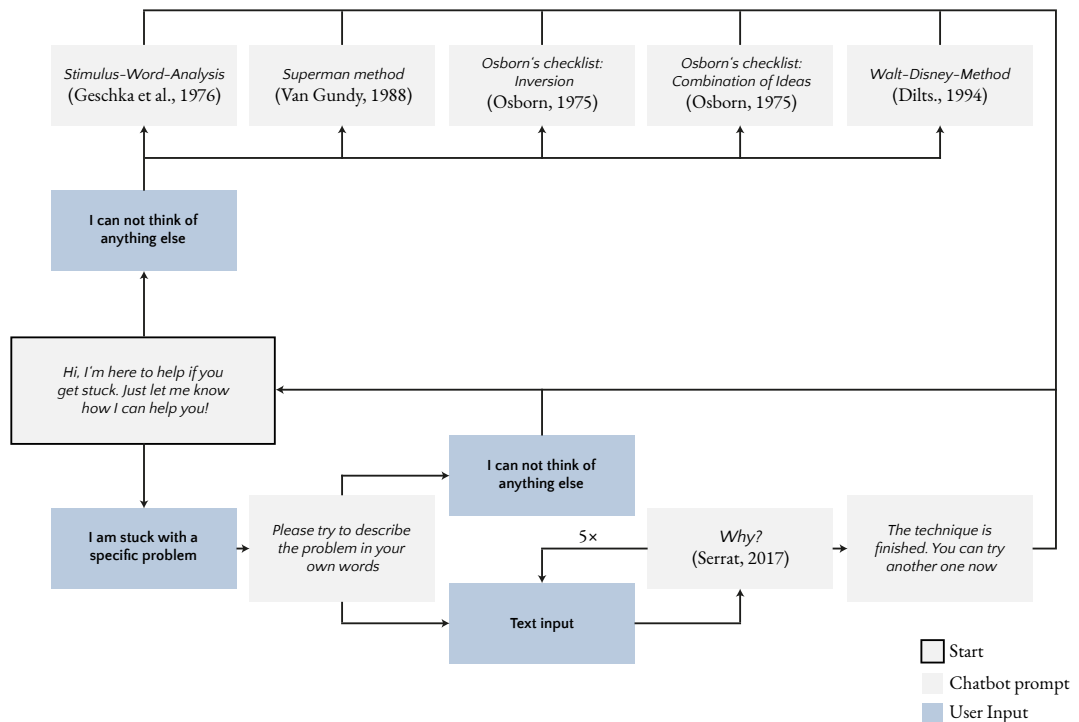 Stimulus-Word-Analysis
(Geschka et al., 1976)
Superman method
(Van Gundy, 1988)
Osborn's checklist:
Inversion
(Osborn, 1975)
Osborn's checklist:
Combination of Ideas
(Osborn, 1975)
Walt-Disney-Method
(Dilts., 1994)
I can not think of
anything else
Hi, I'm here to help if you
get stuck. Just let me know
how I can help you!
I can not think of
anything else
I am stuck with a
specific problem
Please try to describe
the problem in your
own words
5×
Why?
(Serrat, 2017)
The technique is
finished. You can try
another one now
Text input
Start
Chatbot prompt
User Input